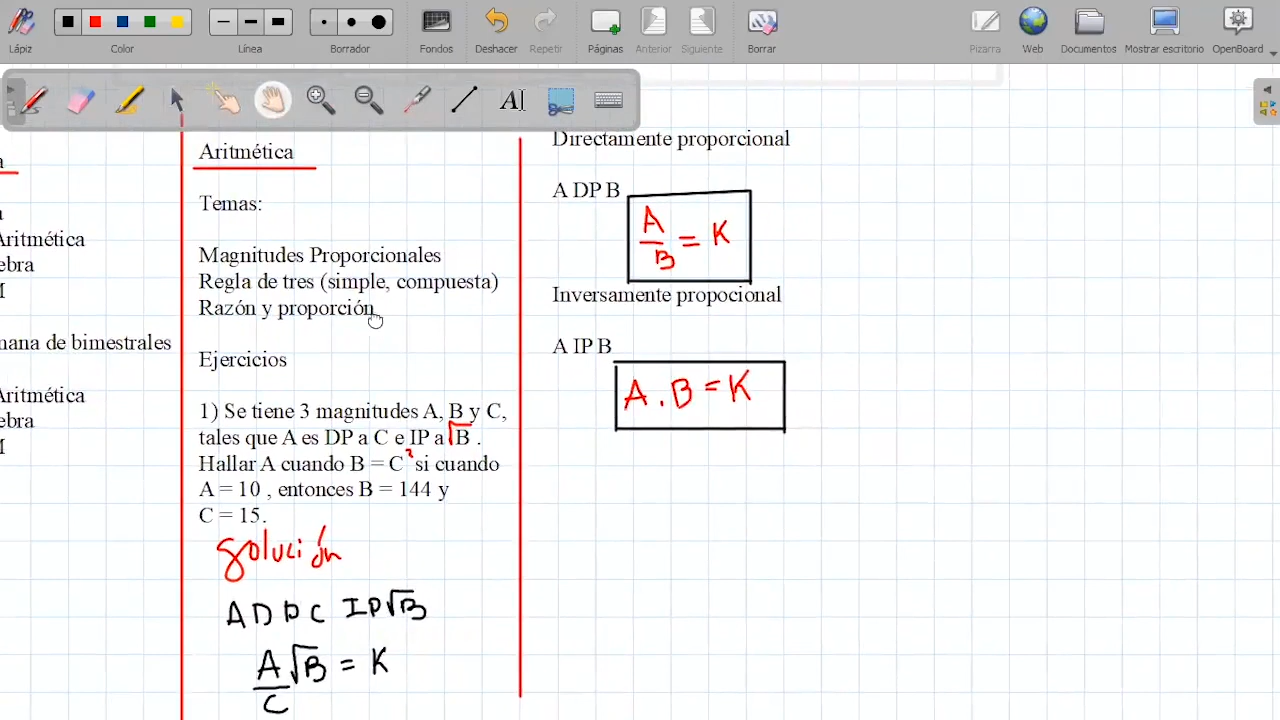 Lápiz
Color
Línea
Borrador
Fondos
Deshacer
Repetir
Páginas
Anterior
Siguiente
Borrar
Pizarra
Web
Documentos
Mostrar escritorio
OpenBoard
a
a
Aritmética
ebra
M
mana de bimestrales
Aritmética
ebra
M
Aritmética
Temas:
Magnitudes Proporcionales
Regla de tres (simple, compuesta)
Razón y proporción
Ejercicios
1) Se tiene 3 magnitudes A, B y C,
tales que A es DP a C e IP a √B .
Hallar A cuando B = C² si cuando
A = 10 , entonces B = 144 y
C = 15.
Solución
A D P C I P √B
A √B = K
C
Directamente proporcional
A DP B
A
= K
B
Inversamente propocional
A IP B
A . B = K